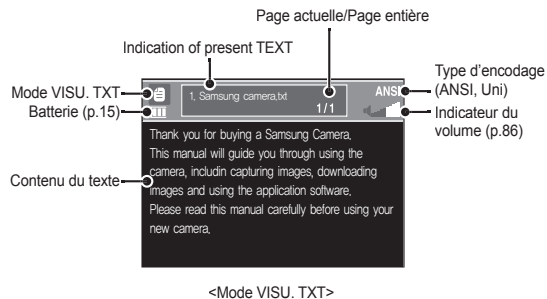 Page actuelle/Page entière
Indication of present TEXT
Mode VISU. TXT
Batterie (p.15)
1. Samsung camera.txt
1/1
ANSI
Type d'encodage
(ANSI, Uni)
Indicateur du
volume (p.86)
Contenu du texte
Thank you for buying a Samsung Camera.
This manual will guide you through using the
camera, includin capturing images, downloading
images and using the application software.
Please read this manual carefully before using your
new camera.
<Mode VISU. TXT>